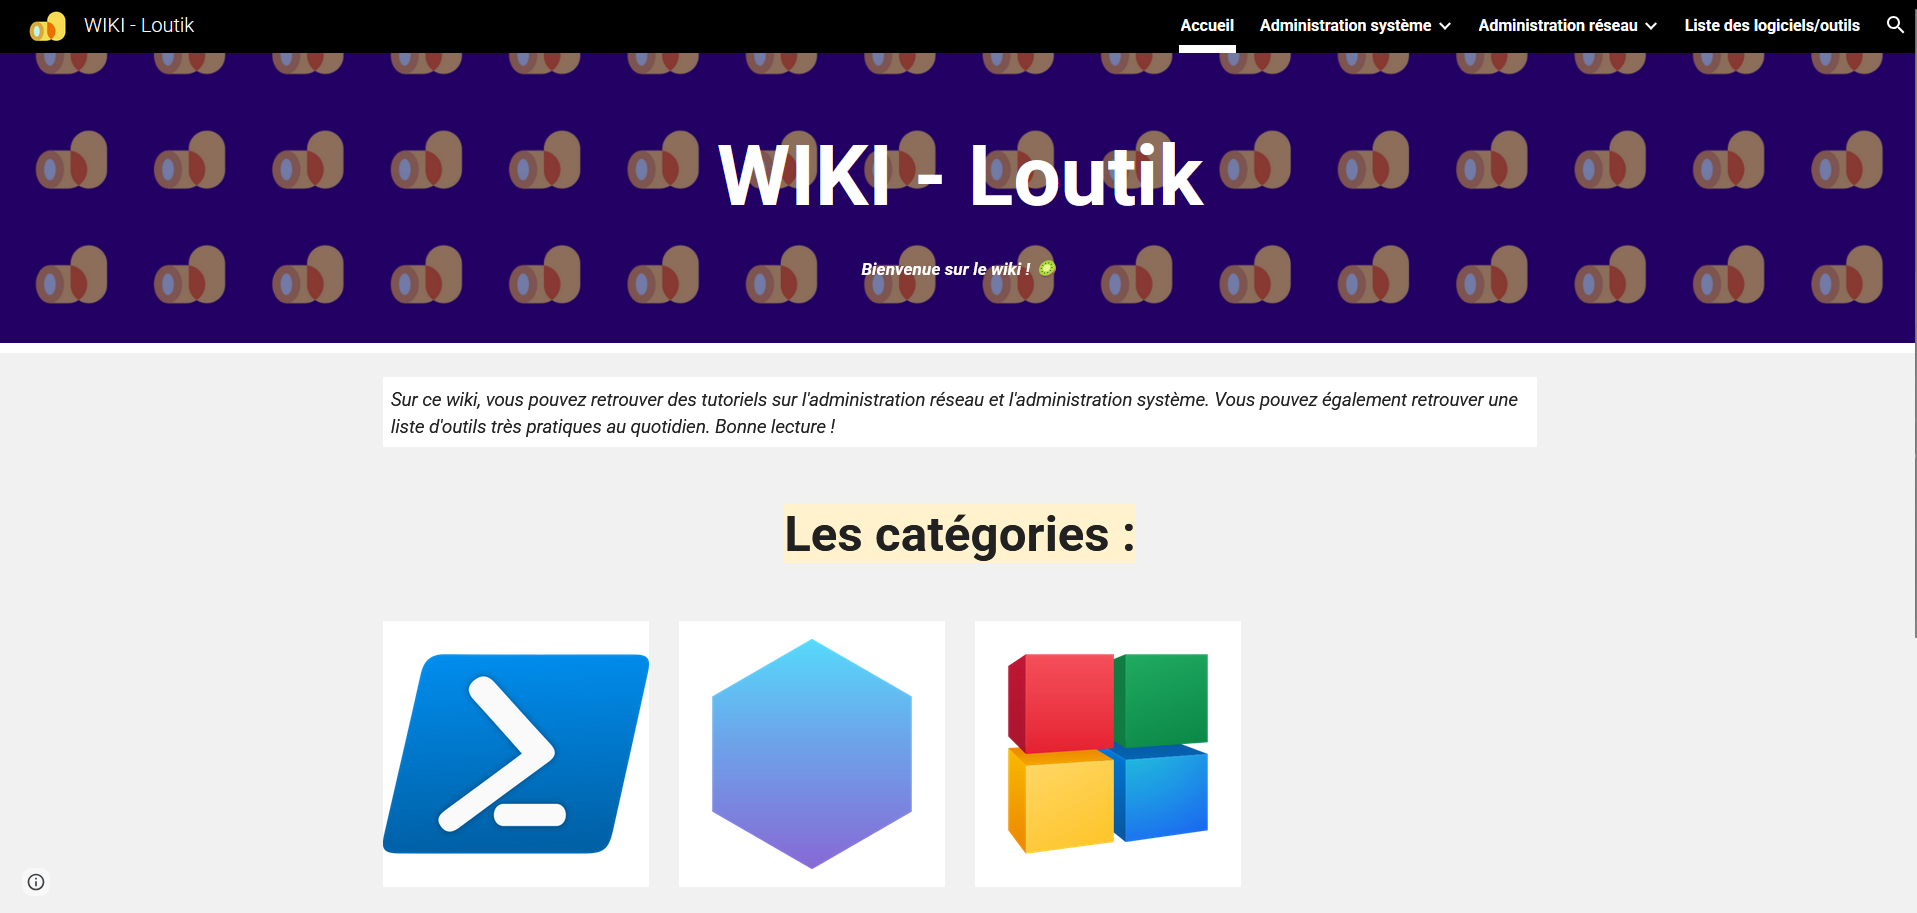 WIKI - Loutik
Accueil
Administration système
Administration réseau
Liste des logiciels/outils
WIKI - Loutik
Bienvenue sur le wiki ! 🥝
Sur ce wiki, vous pouvez retrouver des tutoriels sur l'administration réseau et l'administration système. Vous pouvez également retrouver une
liste d'outils très pratiques au quotidien. Bonne lecture !
Les catégories :